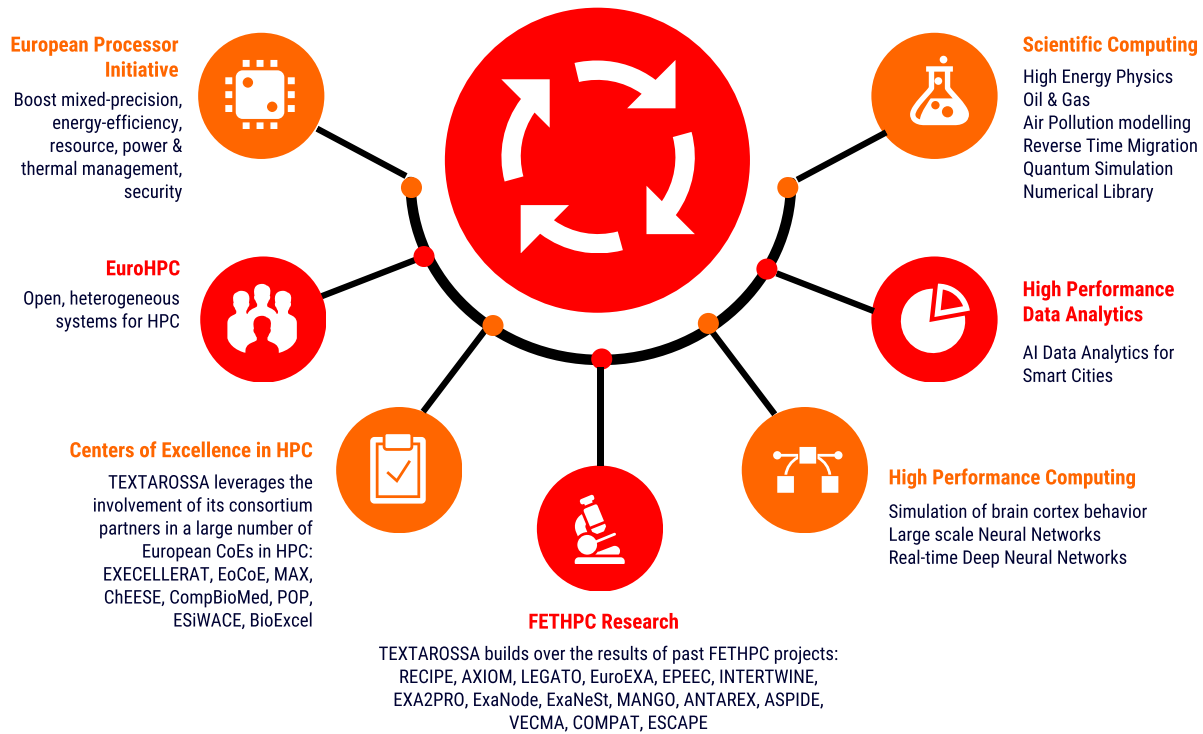 European Processor
Initiative
Boost mixed-precision,
energy-efficiency,
resource, power &
thermal management,
security
EuroHPC
Open, heterogeneous
systems for HPC
Centers of Excellence in HPC
TEXTAROSSA leverages the
involvement of its consortium
partners in a large number of
European CoEs in HPC:
EXECELLERAT, EoCoE, MAX,
ChEESE, CompBioMed, POP,
ESiWACE, BioExcel
FETHPC Research
TEXTAROSSA builds over the results of past FETHPC projects:
RECIPE, AXIOM, LEGATO, EuroEXA, EPEEC, INTERTWINE,
EXA2PRO, ExaNode, ExaNeSt, MANGO, ANTAREX, ASPIDE,
VECMA, COMPAT, ESCAPE
High Performance Computing
Simulation of brain cortex behavior
Large scale Neural Networks
Real-time Deep Neural Networks
High Performance
Data Analytics
AI Data Analytics for
Smart Cities
Scientific Computing
High Energy Physics
Oil & Gas
Air Pollution modelling
Reverse Time Migration
Quantum Simulation
Numerical Library